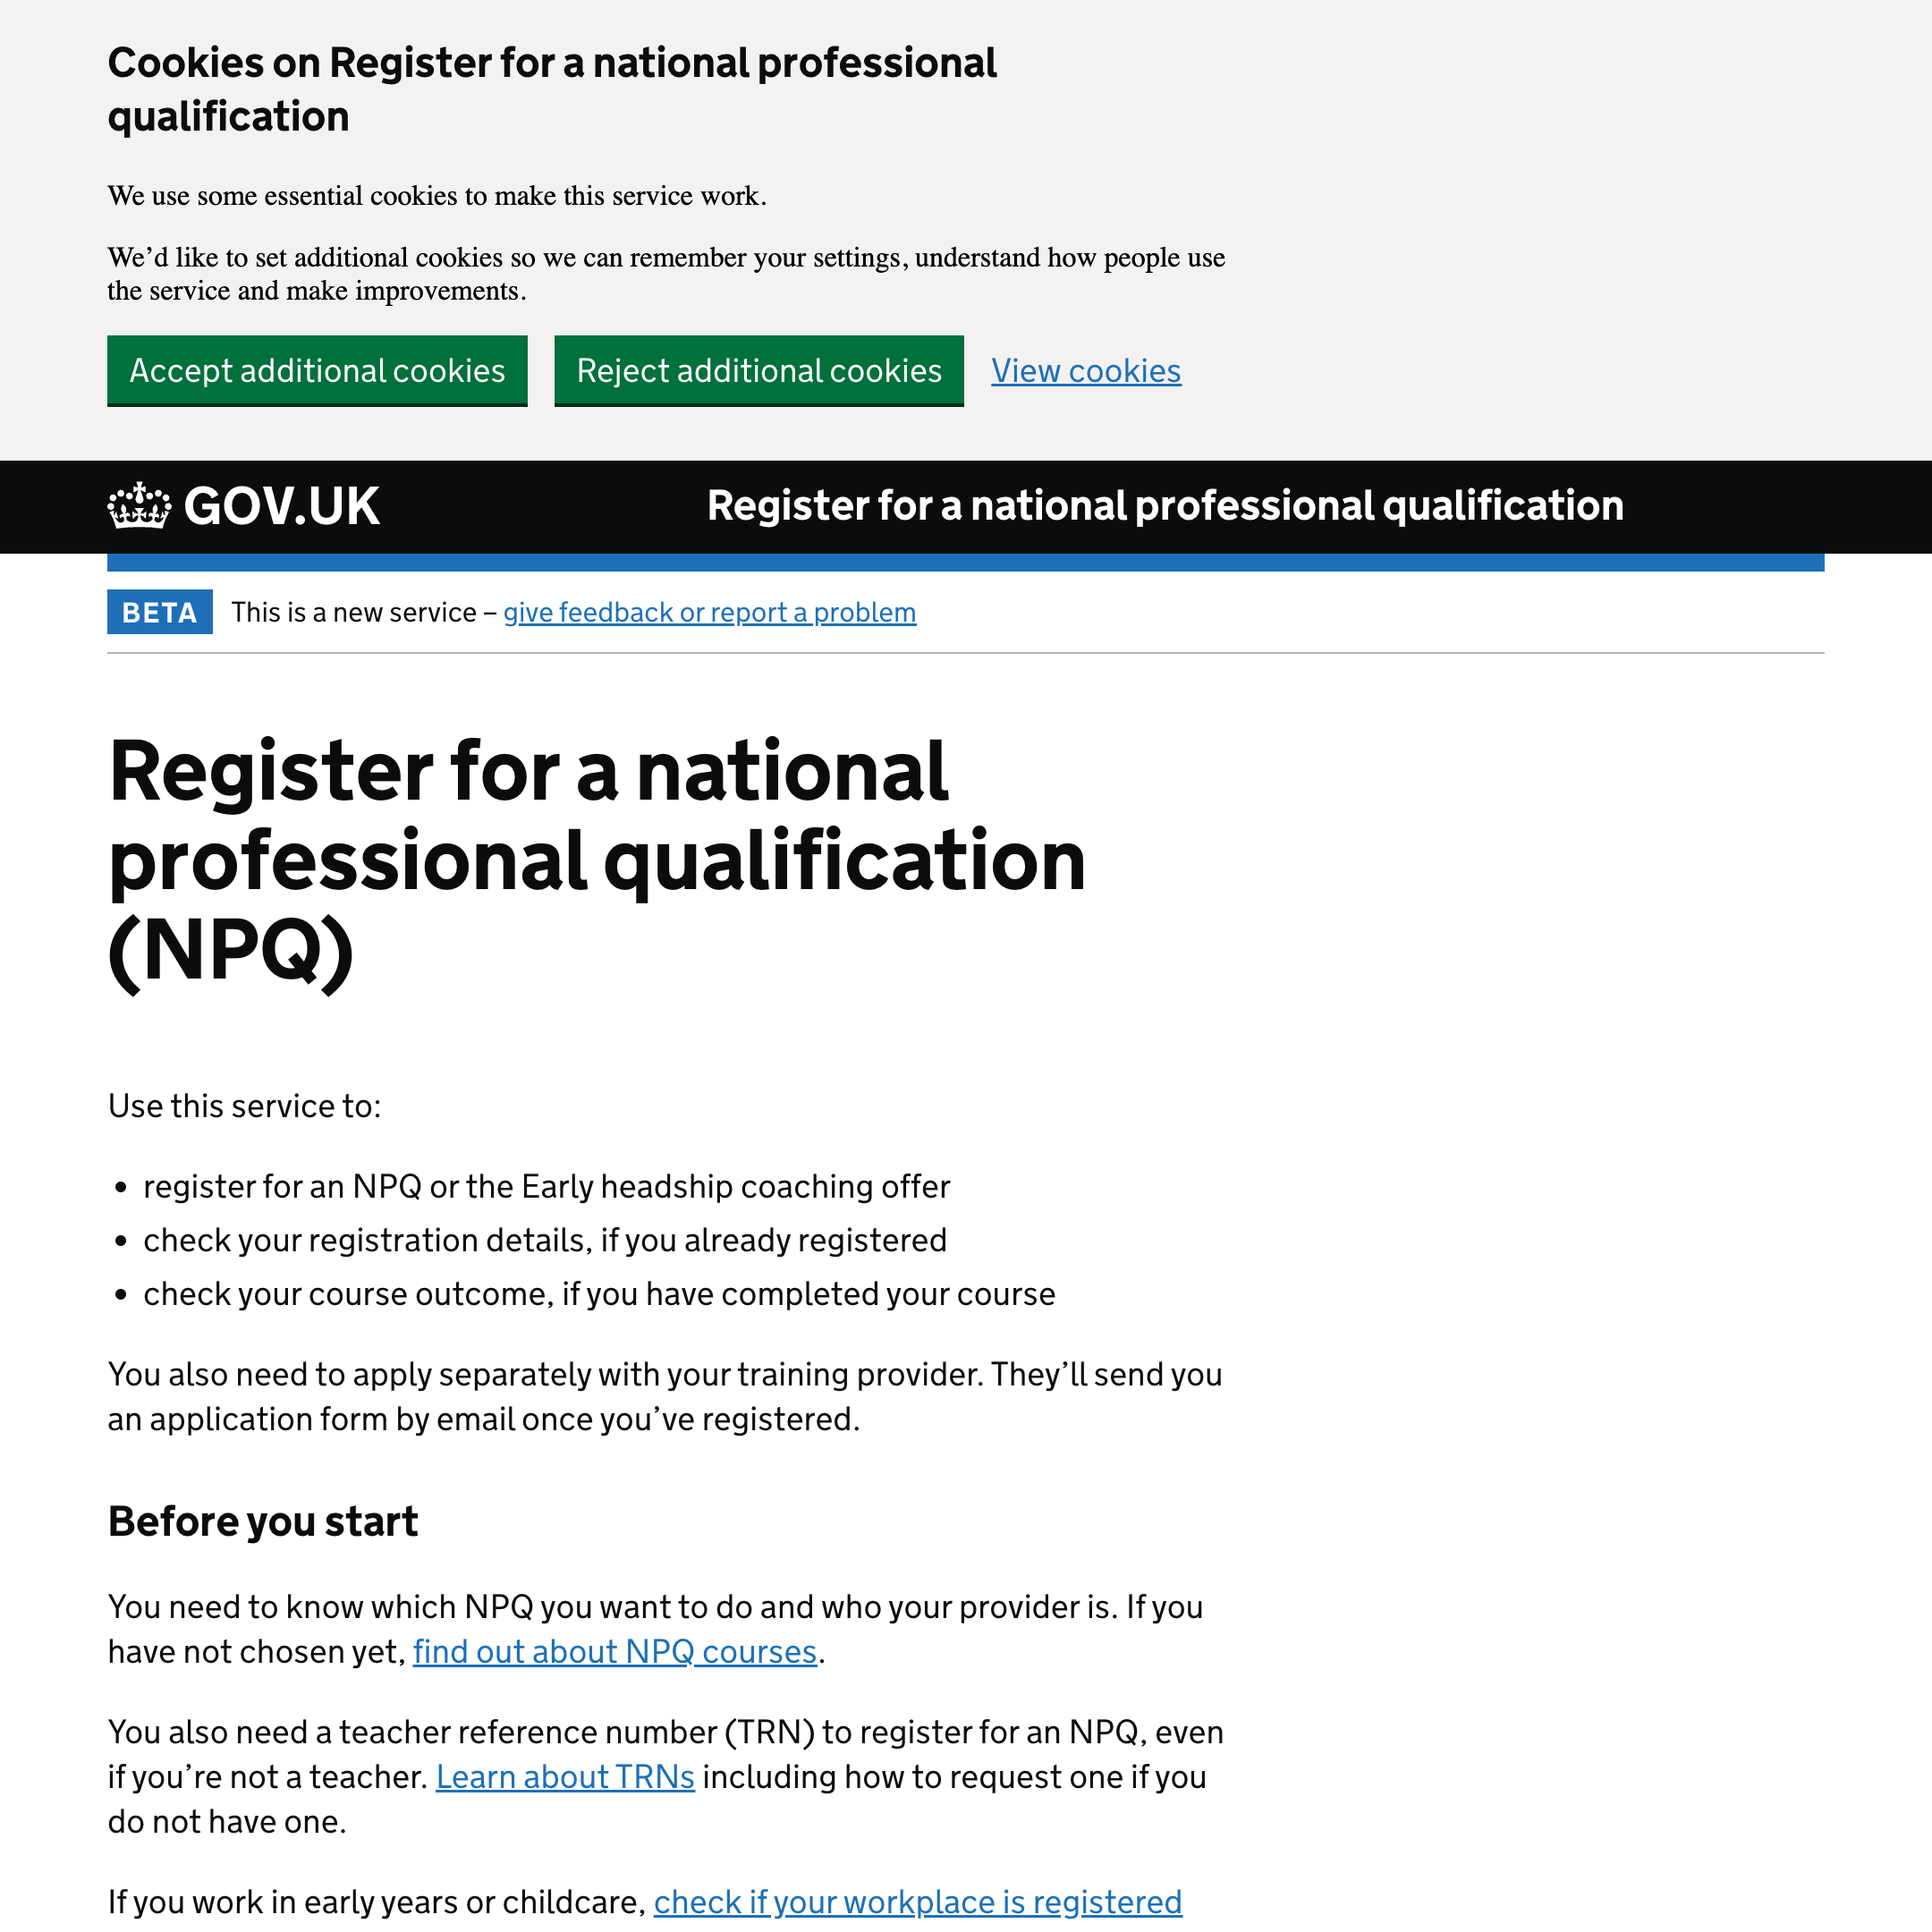 Cookies on Register for a national professional
qualification
We use some essential cookies to make this service work.
We’d like to set additional cookies so we can remember your settings, understand how people use
the service and make improvements.
Accept additional cookies Reject additional cookies View cookies
GOV.UK Register for a national professional qualification
BETA This is a new service – give feedback or report a problem
Register for a national
professional qualification
(NPQ)
Use this service to:
• register for an NPQ or the Early headship coaching offer
• check your registration details, if you already registered
• check your course outcome, if you have completed your course
You also need to apply separately with your training provider. They’ll send you
an application form by email once you’ve registered.
Before you start
You need to know which NPQ you want to do and who your provider is. If you
have not chosen yet, find out about NPQ courses.
You also need a teacher reference number (TRN) to register for an NPQ, even
if you’re not a teacher. Learn about TRNs including how to request one if you
do not have one.
If you work in early years or childcare, check if your workplace is registered